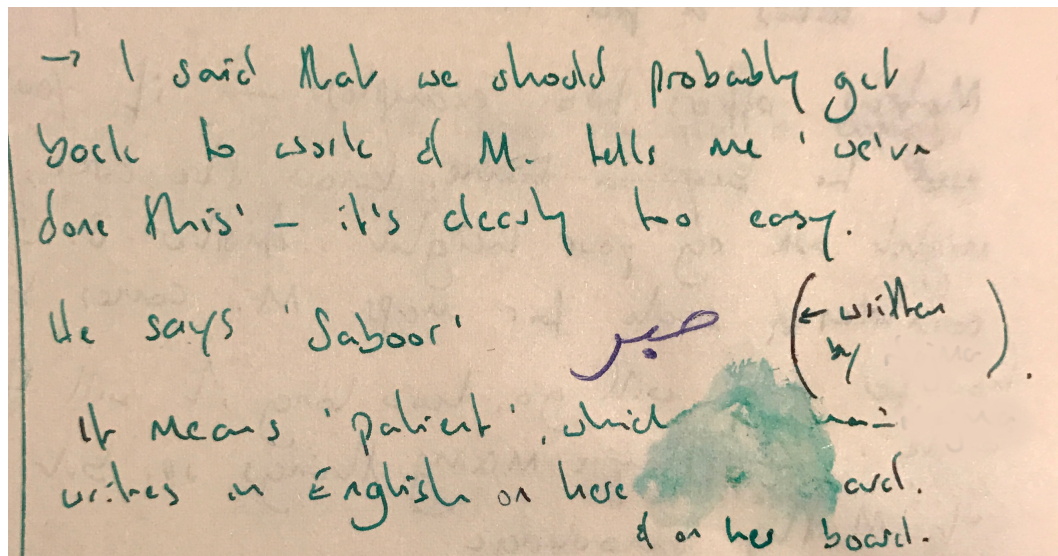 → I said that we should probably get
back to work & M. tells me 'we've
done this' – it's clearly too easy.
He says 'Saboor' صبر (← written
by ).
It means 'patient', which
writes in English on here
& on her board.